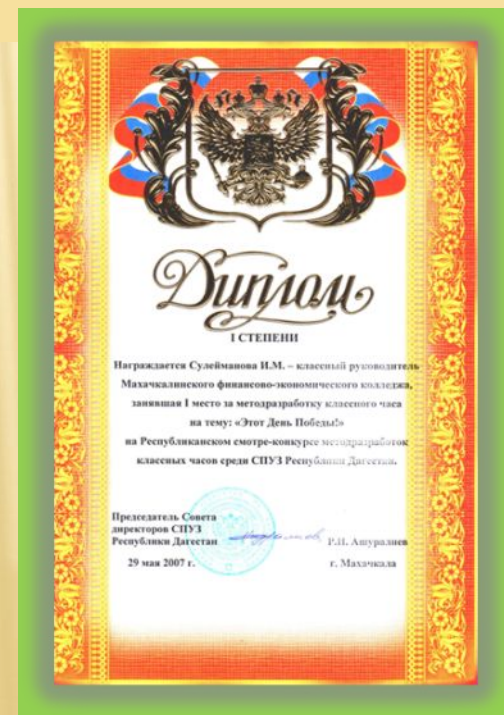 Диплом
I СТЕПЕНИ
Награждается Сулейманова И.М. – классный руководитель
Махачкалинского финансово-экономического колледжа,
занявшая I место за методразработку классного часа
на тему: «Этот День Победы!»
на Республиканском смотре-конкурсе методразработок
классных часов среди СПУЗ Республики Дагестан.
Председатель Совета
директоров СПУЗ
Республики Дагестан Р.И. Ашуралиев
29 мая 2007 г. г. Махачкала